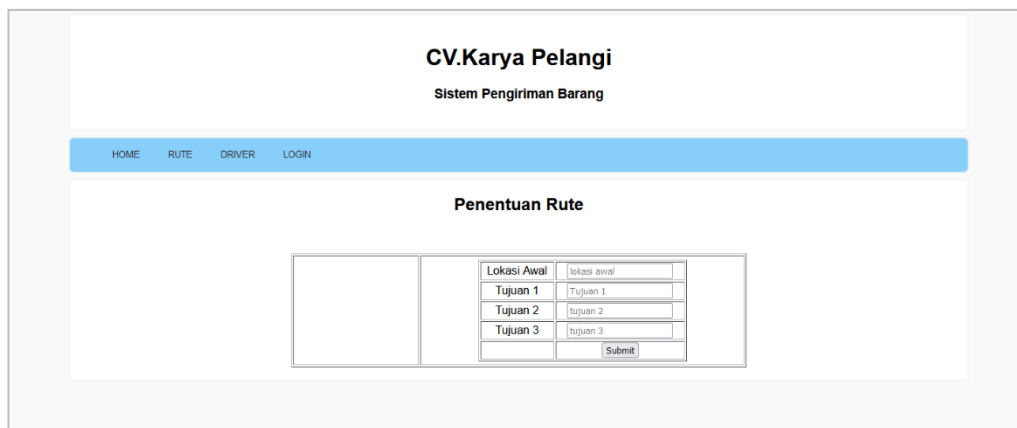 CV.Karya Pelangi
Sistem Pengiriman Barang
HOME RUTE DRIVER LOGIN
Penentuan Rute
Lokasi Awal lokasi awal
Tujuan 1 Tujuan 1
Tujuan 2 tujuan 2
Tujuan 3 tujuan 3
Submit